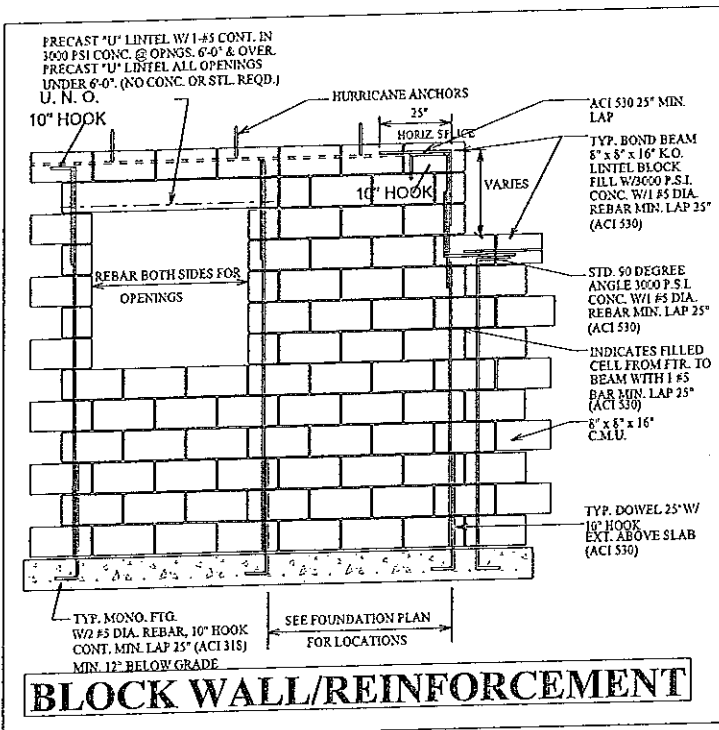 PRECAST "U" LINTEL W/1-#5 CONT. IN
3000 PSI CONC. @ OPNGS. 6'-0" & OVER.
PRECAST "U" LINTEL ALL OPENINGS
UNDER 6'-0". (NO CONC. OR STL. REQD.)
U. N. O.
10" HOOK
HURRICANE ANCHORS
25"
HORIZ. SPLICE
10" HOOK
VARIES
ACI 530 25" MIN.
LAP
TYP. BOND BEAM
8" x 8" x 16" K.O.
LINTEL BLOCK
FILL W/3000 P.S.I.
CONC. W/1 #5 DIA.
REBAR MIN. LAP 25"
(ACI 530)
REBAR BOTH SIDES FOR
OPENINGS
STD. 90 DEGREE
ANGLE 3000 P.S.I.
CONC. W/1 #5 DIA.
REBAR MIN. LAP 25"
(ACI 530)
INDICATES FILLED
CELL FROM FTR. TO
BEAM WITH 1 #5
BAR MIN. LAP 25"
(ACI 530)
8" x 8" x 16"
C.M.U.
TYP. DOWEL 25" W/
10" HOOK
EXT. ABOVE SLAB
(ACI 530)
TYP. MONO. FTG.
W/2 #5 DIA. REBAR, 10" HOOK
CONT. MIN. LAP 25" (ACI 318)
MIN. 12" BELOW GRADE
SEE FOUNDATION PLAN
FOR LOCATIONS
BLOCK WALL/REINFORCEMENT